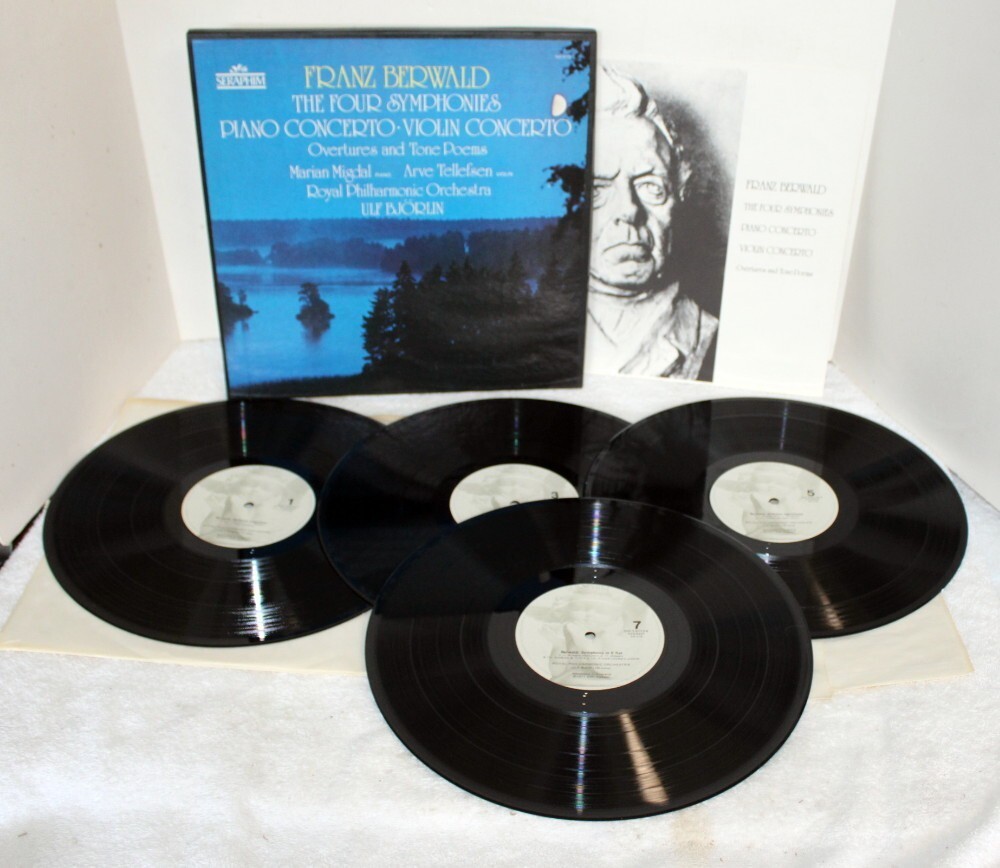 SERAPHIM
FRANZ BERWALD
THE FOUR SYMPHONIES
PIANO CONCERTO · VIOLIN CONCERTO
Overtures and Tone Poems
Marian Migdal Arve Tellefsen
Royal Philharmonic Orchestra
ULF BJÖRLIN
FRANZ BERWALD
THE FOUR SYMPHONIES
PIANO CONCERTO
VIOLIN CONCERTO
Overtures and Tone Poems
1
3
5
7